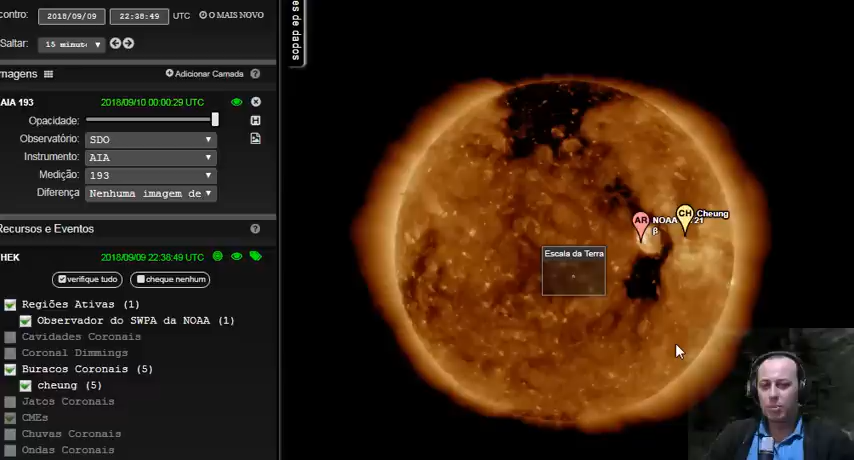 contro:
2018/09/09
22:38:49
UTC
O MAIS NOVO
Saltar:
15 minut
magens
Adicionar Camada
AIA 193
2018/09/10 00:00:29 UTC
Opacidade:
Observatório:
SDO
Instrumento:
AIA
Medição:
193
Diferença
Nenhuma imagem de
Recursos e Eventos
HEK
2018/09/09 22:38:49 UTC
verifique tudo
cheque nenhum
Regiões Ativas (1)
Observador do SWPA da NOAA (1)
Cavidades Coronais
Coronal Dimmings
Buracos Coronais (5)
cheung (5)
Jatos Coronais
CMEs
Chuvas Coronais
Ondas Coronais
es de dados
AR
NOAA
21
β
CH
Cheung
Escala da Terra